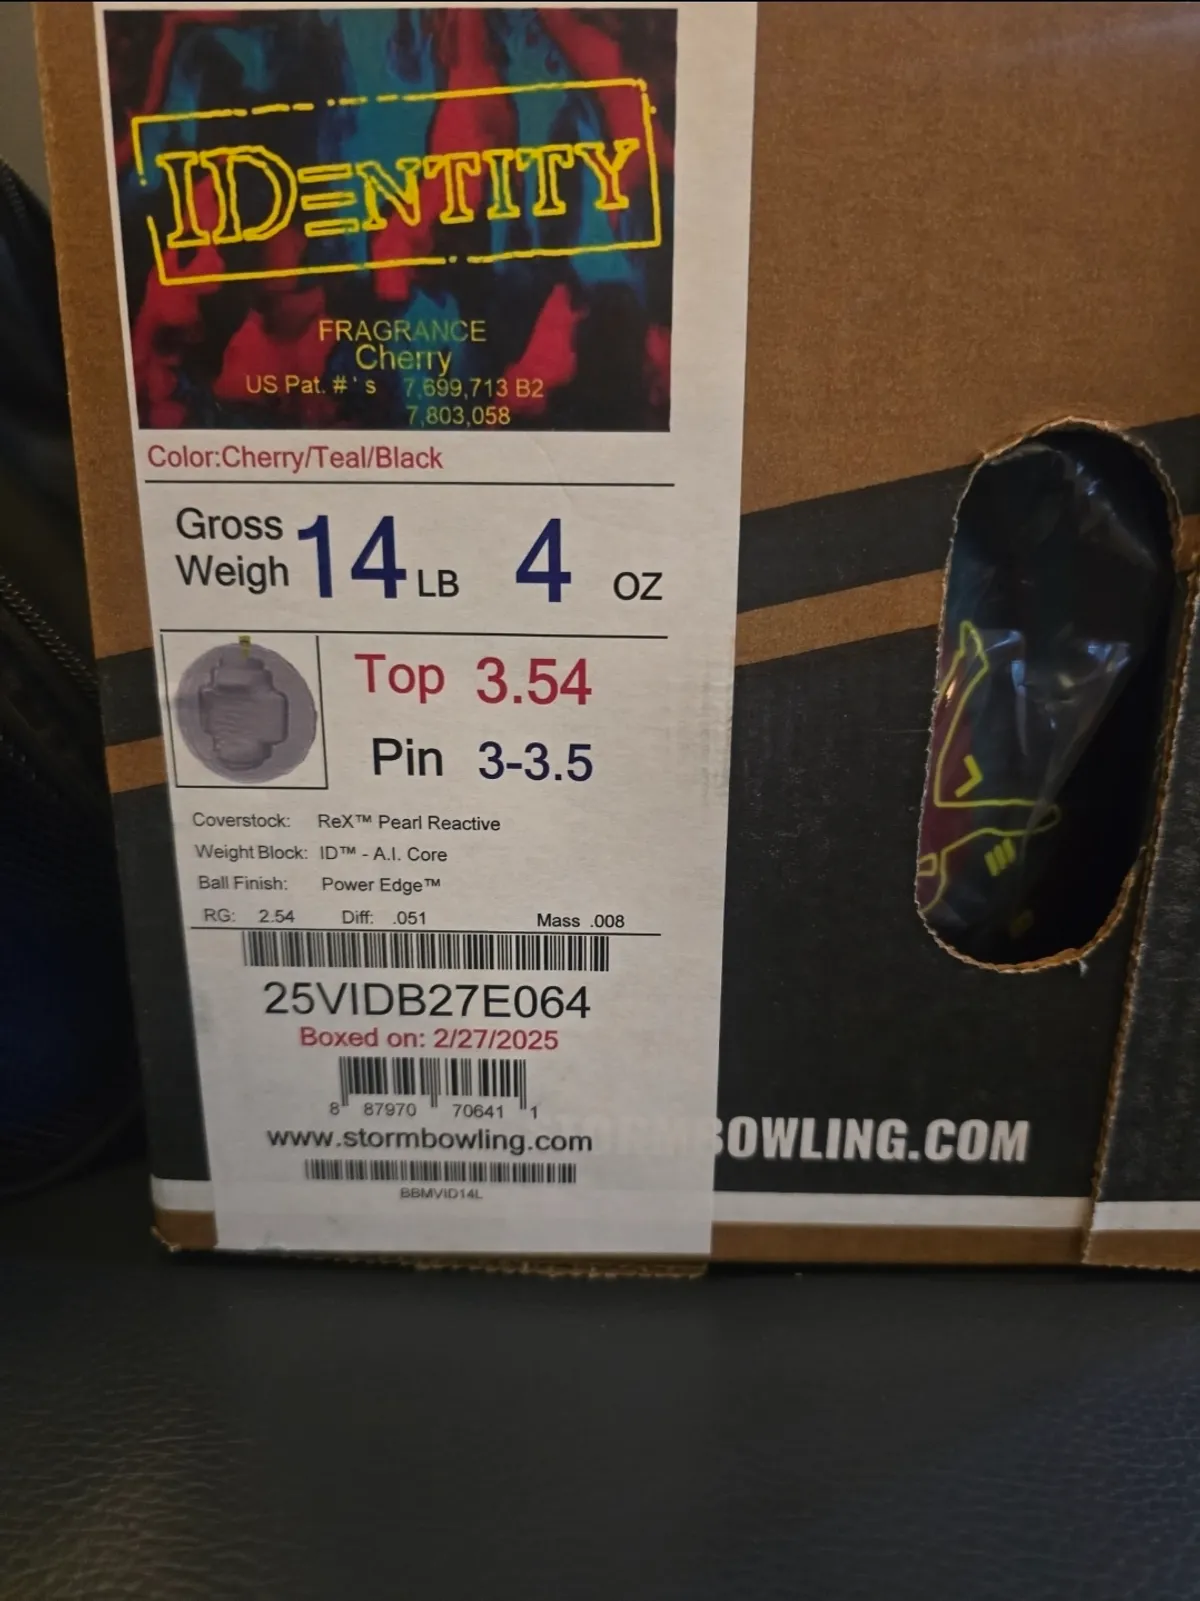 IDENTITY
FRAGRANCE
Cherry
US Pat. #'s 7,699,713 B2
7,803,058
Color:Cherry/Teal/Black
Gross
Weigh 14 LB 4 OZ
Top 3.54
Pin 3-3.5
Coverstock: ReX™ Pearl Reactive
Weight Block: ID™ - A.I. Core
Ball Finish: Power Edge™
RG: 2.54 Diff: .051 Mass .008
25VIDB27E064
Boxed on: 2/27/2025
8 87970 70641 1
www.stormbowling.com
BBMVID14L
STORMBOWLING.COM